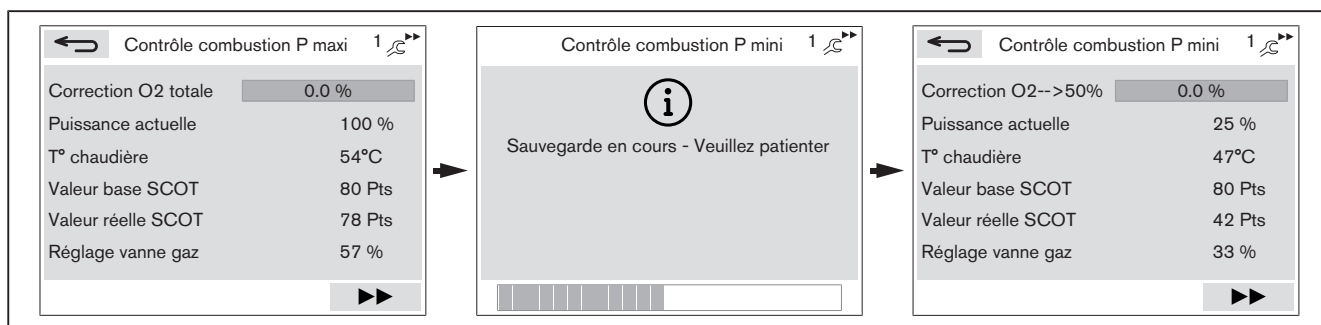 Contrôle combustion P maxi 1
Correction O2 totale 0.0 %
Puissance actuelle 100 %
T° chaudière 54°C
Valeur base SCOT 80 Pts
Valeur réelle SCOT 78 Pts
Réglage vanne gaz 57 %
Contrôle combustion P mini 1
Sauvegarde en cours - Veuillez patienter
Contrôle combustion P mini 1
Correction O2-->50% 0.0 %
Puissance actuelle 25 %
T° chaudière 47°C
Valeur base SCOT 80 Pts
Valeur réelle SCOT 42 Pts
Réglage vanne gaz 33 %